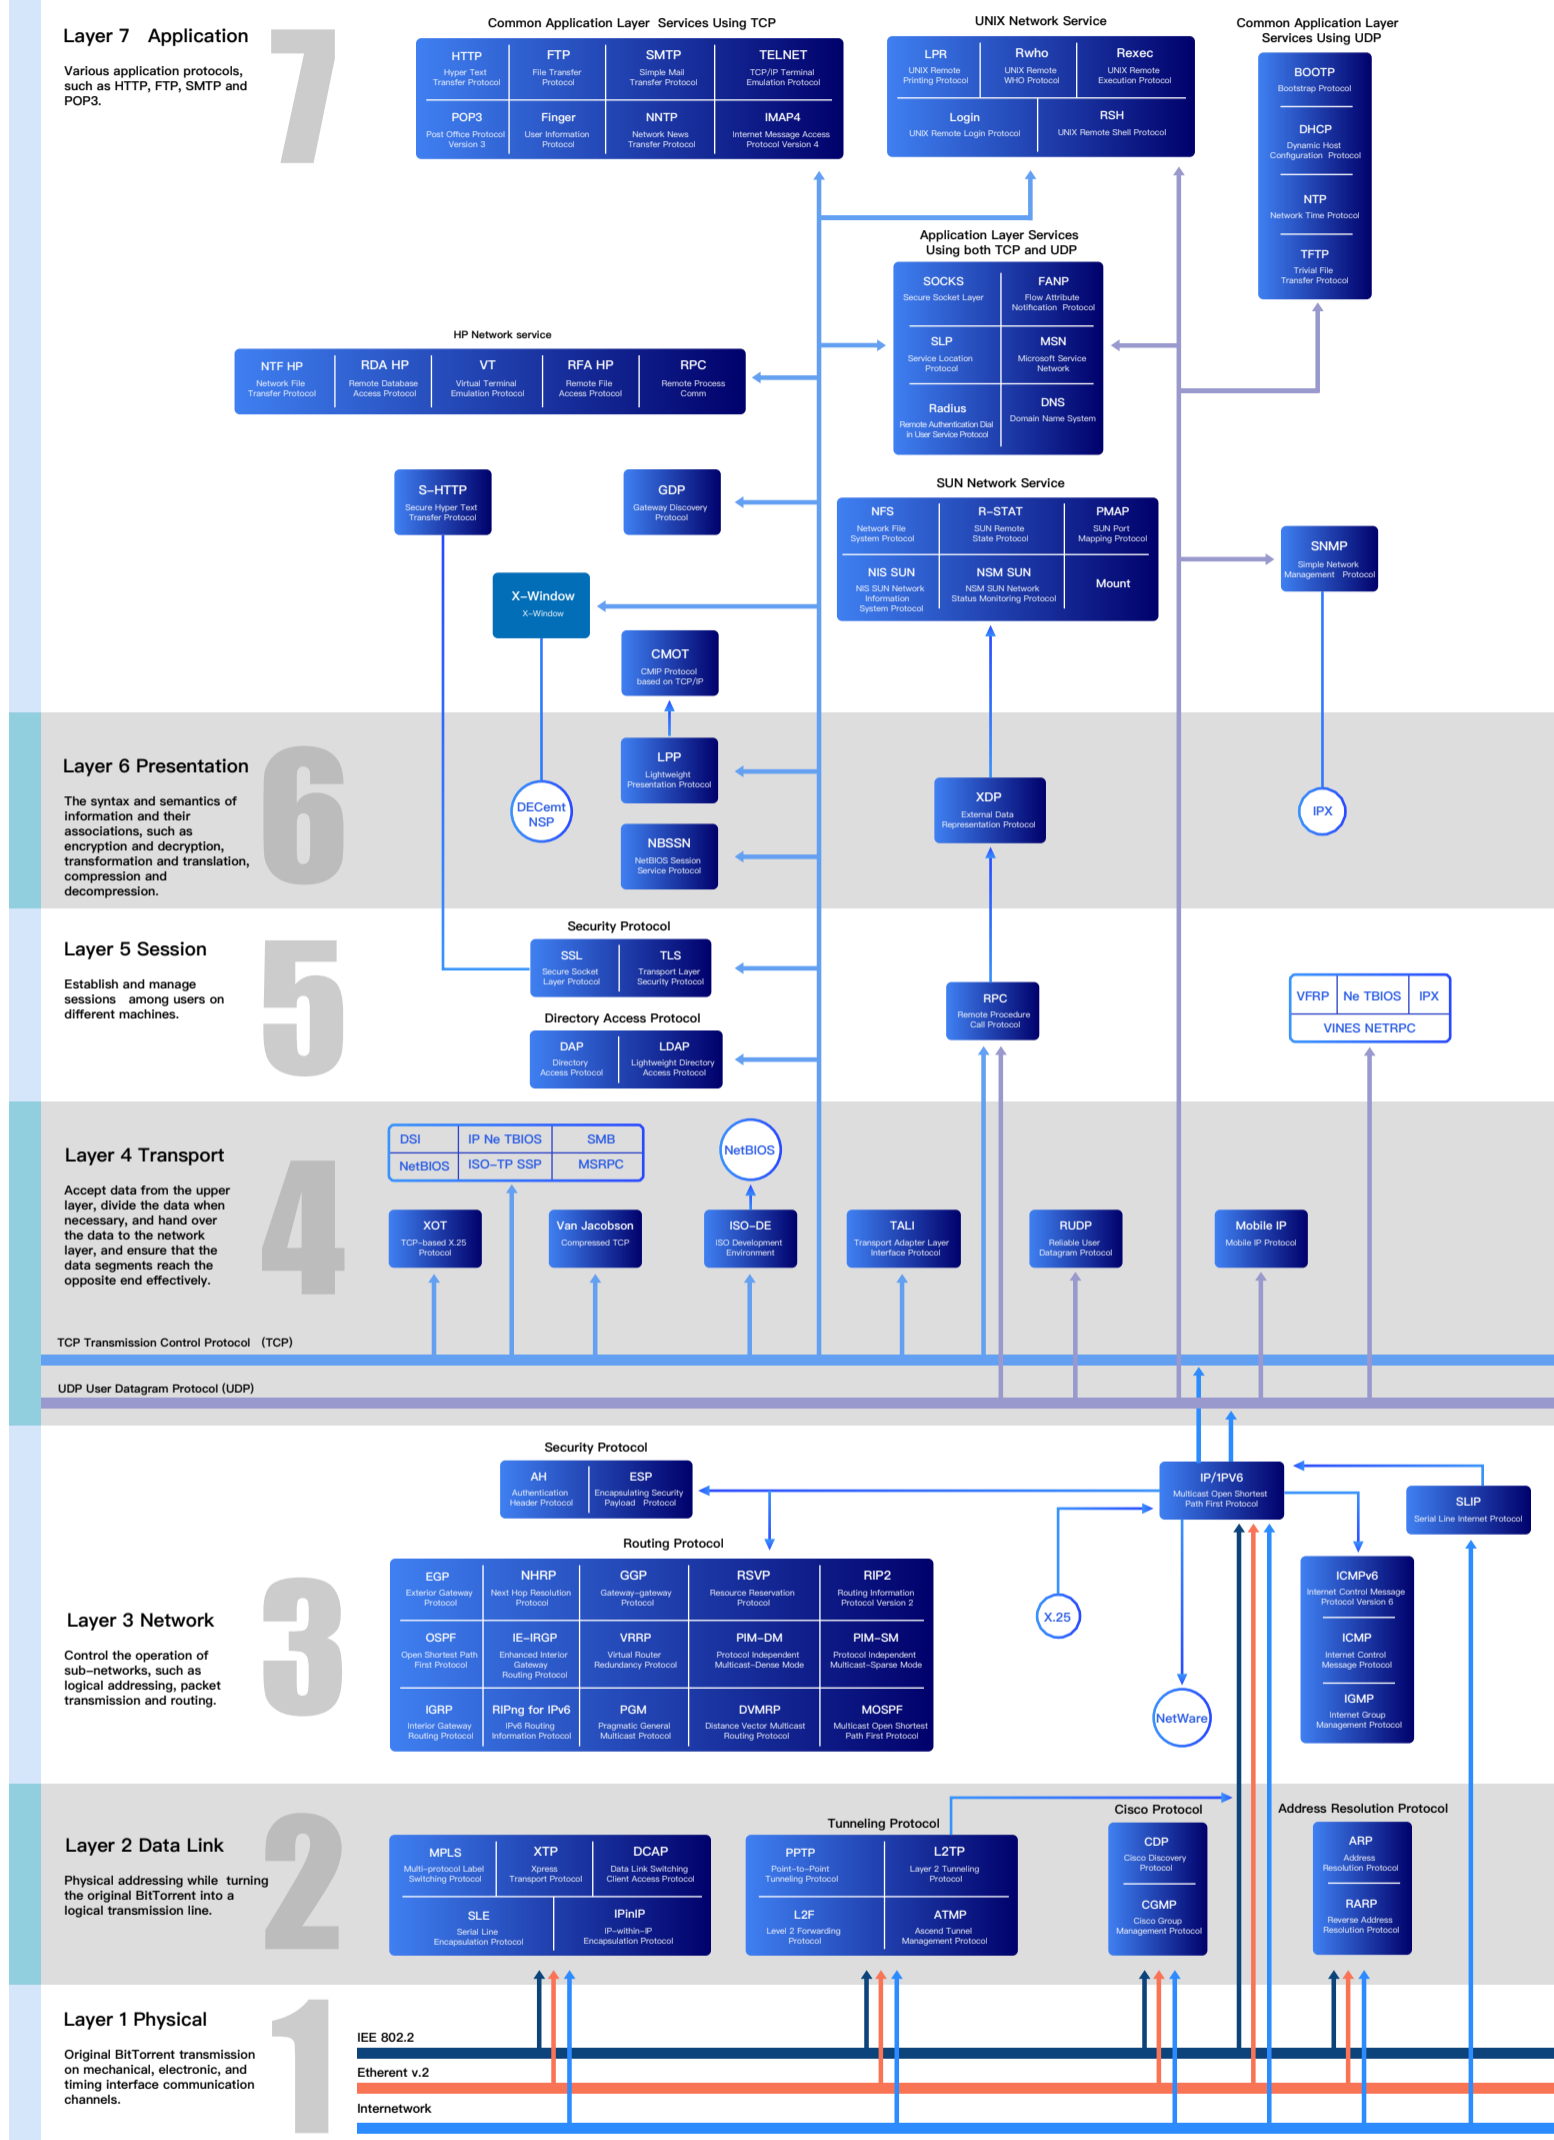 Layer 7 Application
Various application protocols,
such as HTTP, FTP, SMTP and
POP3.
7
Common Application Layer Services Using TCP
HTTP
Hyper Text
Transfer Protocol
FTP
File Transfer
Protocol
SMTP
Simple Mail
Transfer Protocol
TELNET
TCP/IP Terminal
Emulation Protocol
POP3
Post Office Protocol
Version 3
Finger
User Information
Protocol
NNTP
Network News
Transfer Protocol
IMAP4
Internet Message Access
Protocol Version 4
UNIX Network Service
LPR
UNIX Remote
Printing Protocol
Rwho
UNIX Remote
WHO Protocol
Rexec
UNIX Remote
Execution Protocol
Login
UNIX Remote Login Protocol
RSH
UNIX Remote Shell Protocol
Common Application Layer
Services Using UDP
BOOTP
Bootstrap Protocol
DHCP
Dynamic Host
Configuration Protocol
NTP
Network Time Protocol
TFTP
Trivial File
Transfer Protocol
Application Layer Services
Using both TCP and UDP
SOCKS
Secure Socket Layer
FANP
Flow Attribute
Notification Protocol
SLP
Service Location
Protocol
MSN
Microsoft Service
Network
Radius
Remote Authentication Dial
in User Service Protocol
DNS
Domain Name System
HP Network service
NTF HP
Network File
Transfer Protocol
RDA HP
Remote Database
Access Protocol
VT
Virtual Terminal
Emulation Protocol
RFA HP
Remote File
Access Protocol
RPC
Remote Process
Comm
S-HTTP
Secure Hyper Text
Transfer Protocol
GDP
Gateway Discovery
Protocol
SUN Network Service
NFS
Network File
System Protocol
R-STAT
SUN Remote
State Protocol
PMAP
SUN Port
Mapping Protocol
NIS SUN
NIS SUN Network
Information
System Protocol
NSM SUN
NSM SUN Network
Status Monitoring Protocol
Mount
SNMP
Simple Network
Management Protocol
X-Window
X-Window
CMOT
CMIP Protocol
based on TCP/IP
Layer 6 Presentation
The syntax and semantics of
information and their
associations, such as
encryption and decryption,
transformation and translation,
compression and
decompression.
6
LPP
Lightweight
Presentation Protocol
DECemt
NSP
NBSSN
NetBIOS Session
Service Protocol
XDP
External Data
Representation Protocol
IPX
Layer 5 Session
Establish and manage
sessions among users on
different machines.
5
Security Protocol
SSL
Secure Socket
Layer Protocol
TLS
Transport Layer
Security Protocol
Directory Access Protocol
DAP
Directory
Access Protocol
LDAP
Lightweight Directory
Access Protocol
RPC
Remote Procedure
Call Protocol
VFRP
Ne TBIOS
IPX
VINES NETRPC
Layer 4 Transport
Accept data from the upper
layer, divide the data when
necessary, and hand over
the data to the network
layer, and ensure that the
data segments reach the
opposite end effectively.
4
DSI
IP Ne TBIOS
SMB
NetBIOS
ISO-TP SSP
MSRPC
NetBIOS
XOT
TCP-based X.25
Protocol
Van Jacobson
Compressed TCP
ISO-DE
ISO Development
Environment
TALI
Transport Adapter Layer
Interface Protocol
RUDP
Reliable User
Datagram Protocol
Mobile IP
Mobile IP Protocol
TCP Transmission Control Protocol (TCP)
UDP User Datagram Protocol (UDP)
Layer 3 Network
Control the operation of
sub-networks, such as
logical addressing, packet
transmission and routing.
3
Security Protocol
AH
Authentication
Header Protocol
ESP
Encapsulating Security
Payload Protocol
IP/1PV6
Multicast Open Shortest
Path First Protocol
SLIP
Serial Line Internet Protocol
Routing Protocol
EGP
Exterior Gateway
Protocol
NHRP
Next Hop Resolution
Protocol
GGP
Gateway-gateway
Protocol
RSVP
Resource Reservation
Protocol
RIP2
Routing Information
Protocol Version 2
OSPF
Open Shortest Path
First Protocol
IE-IRGP
Enhanced Interior
Gateway
Routing Protocol
VRRP
Virtual Router
Redundancy Protocol
PIM-DM
Protocol Independent
Multicast-Dense Mode
PIM-SM
Protocol Independent
Multicast-Sparse Mode
IGRP
Interior Gateway
Routing Protocol
RIPng for IPv6
IPv6 Routing
Information Protocol
PGM
Pragmatic General
Multicast Protocol
DVMRP
Distance Vector Multicast
Routing Protocol
MOSPF
Multicast Open Shortest
Path First Protocol
X.25
NetWare
ICMPv6
Internet Control Message
Protocol Version 6
ICMP
Internet Control
Message Protocol
IGMP
Internet Group
Management Protocol
Layer 2 Data Link
Physical addressing while turning
the original BitTorrent into a
logical transmission line.
2
MPLS
Multi-protocol Label
Switching Protocol
XTP
Xpress
Transport Protocol
DCAP
Data Link Switching
Client Access Protocol
SLE
Serial Line
Encapsulation Protocol
IPinIP
IP-within-IP
Encapsulation Protocol
Tunneling Protocol
PPTP
Point-to-Point
Tunneling Protocol
L2TP
Layer 2 Tunneling
Protocol
L2F
Level 2 Forwarding
Protocol
ATMP
Ascend Tunnel
Management Protocol
Cisco Protocol
CDP
Cisco Discovery
Protocol
CGMP
Cisco Group
Management Protocol
Address Resolution Protocol
ARP
Address
Resolution Protocol
RARP
Reverse Address
Resolution Protocol
Layer 1 Physical
Original BitTorrent transmission
on mechanical, electronic, and
timing interface communication
channels.
1
IEE 802.2
Etherent v.2
Internetwork